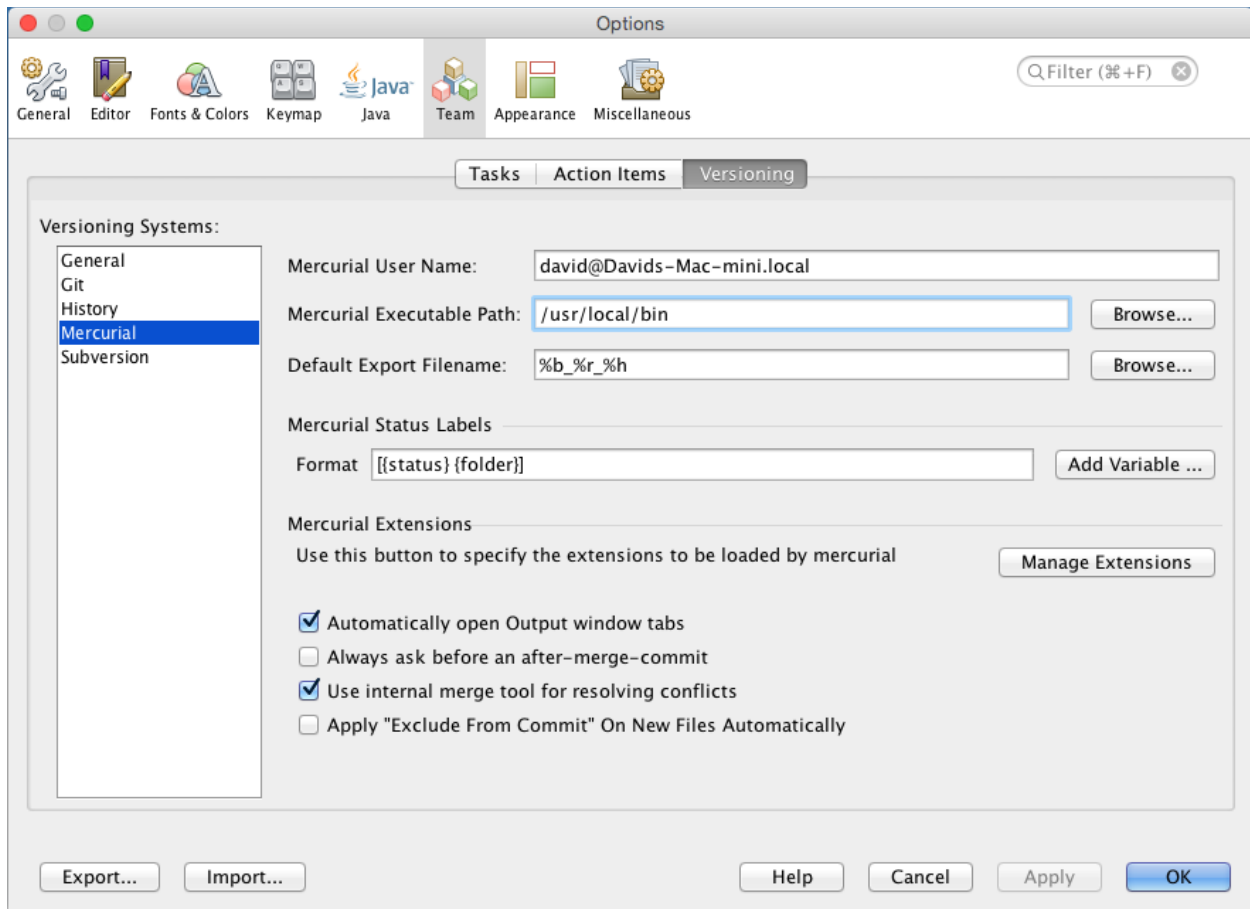 Options
Filter (⌘+F)
General Editor Fonts & Colors Keymap Java Java Team Appearance Miscellaneous
Tasks Action Items Versioning
Versioning Systems:
General
Git
History
Mercurial
Subversion
Mercurial User Name: david@Davids-Mac-mini.local
Mercurial Executable Path: /usr/local/bin Browse...
Default Export Filename: %b_%r_%h Browse...
Mercurial Status Labels
Format [{status} {folder}] Add Variable ...
Mercurial Extensions
Use this button to specify the extensions to be loaded by mercurial Manage Extensions
Automatically open Output window tabs
Always ask before an after-merge-commit
Use internal merge tool for resolving conflicts
Apply "Exclude From Commit" On New Files Automatically
Export... Import... Help Cancel Apply OK